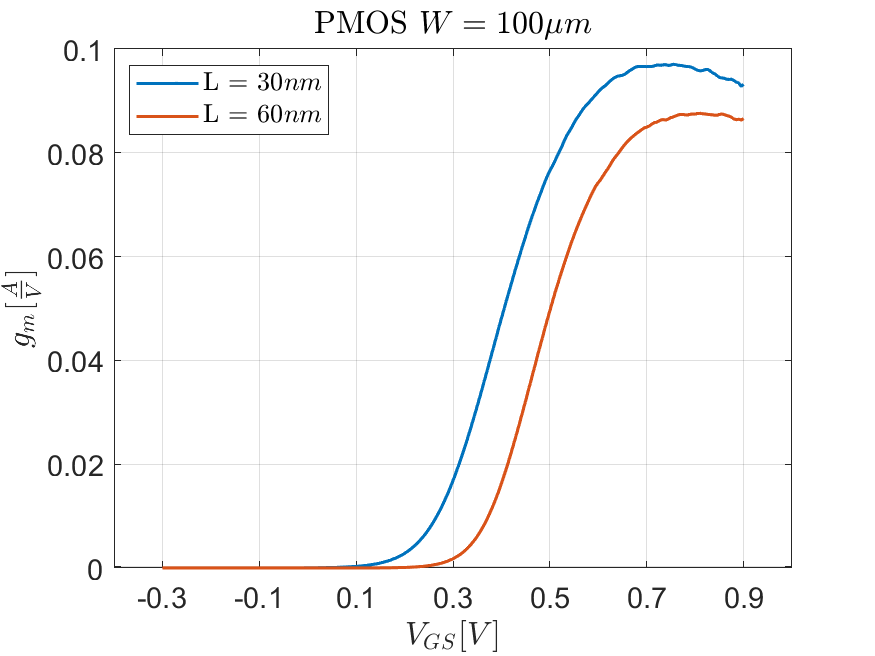 PMOS W = 100μm
L = 30nm
L = 60nm
g_m[A/V]
0.1
0.08
0.06
0.04
0.02
0
-0.3 -0.1 0.1 0.3 0.5 0.7 0.9
V_GS[V]